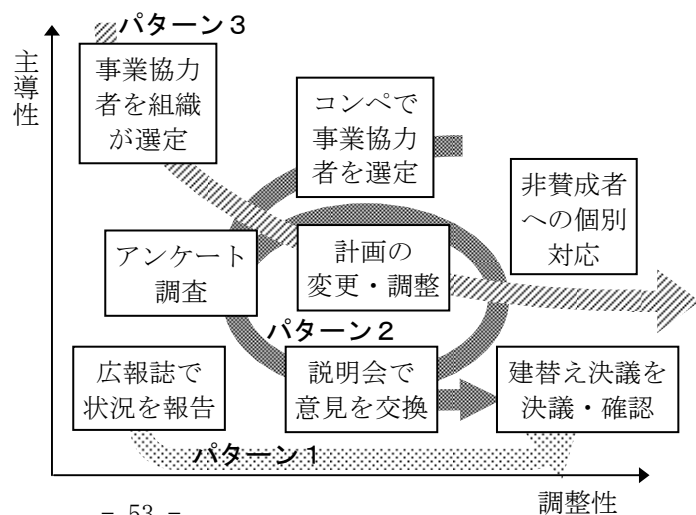 パターン３
主導性
事業協力
者を組織
が選定
コンペで
事業協力
者を選定
非賛成者
への個別
対応
アンケート
調査
計画の
変更・調整
パターン２
広報誌で
状況を報告
説明会で
意見を交換
建替え決議を
決議・確認
パターン１
調整性
- 53 -